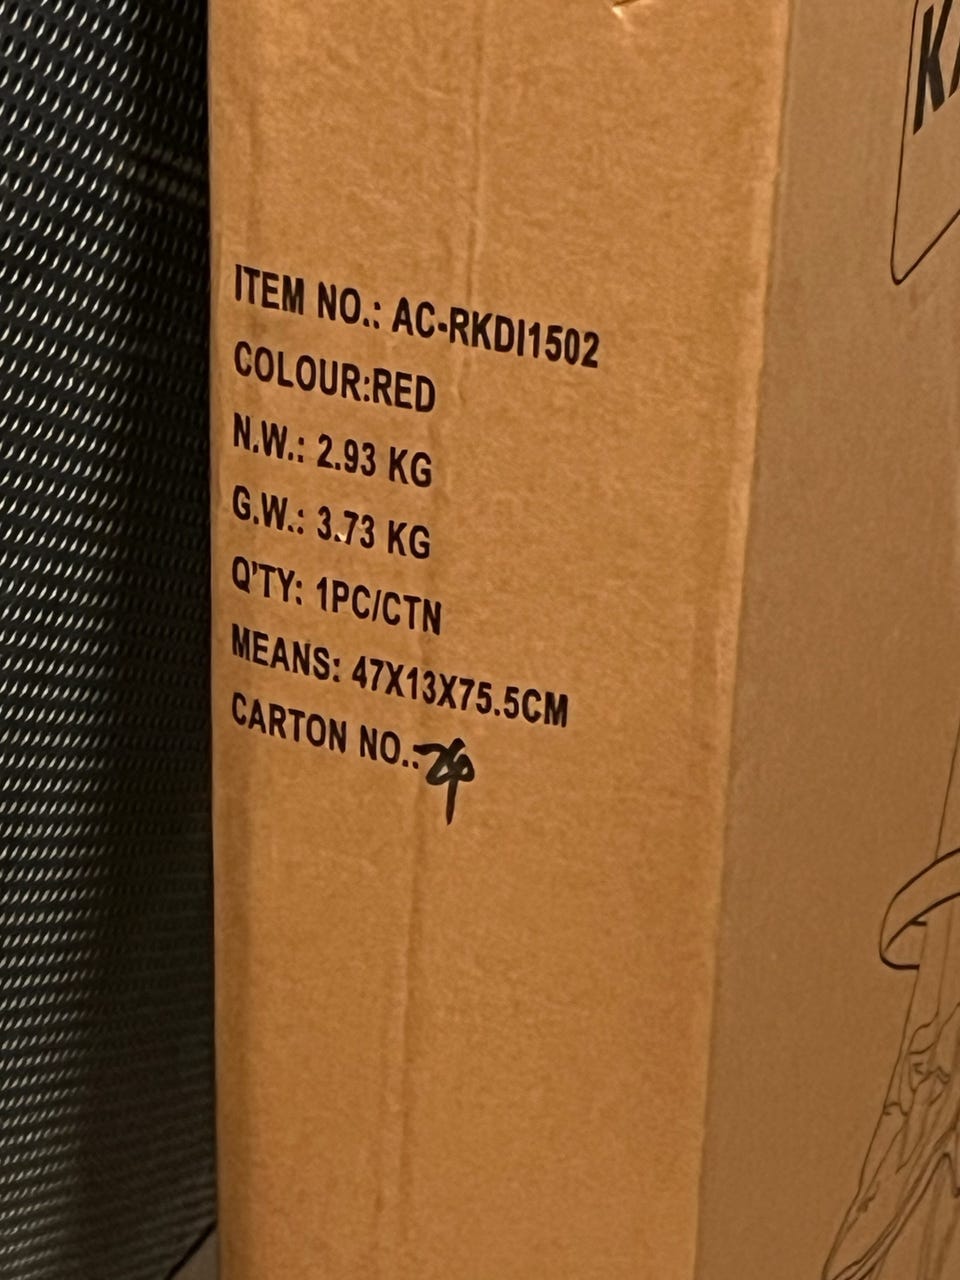 ITEM NO.: AC-RKDI1502
COLOUR:RED
N.W.: 2.93 KG
G.W.: 3.73 KG
Q'TY: 1PC/CTN
MEANS: 47X13X75.5CM
CARTON NO.: